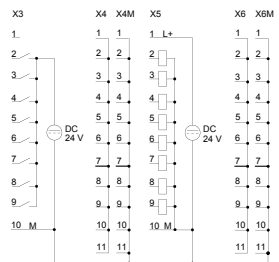 X3 X4 X4M X5 X6 X6M
1 1 1 1 L+ 1 1
2 2 2 2 2 2
3 3 3 3 3 3
4 4 4 4 4 4
5 5 5 5 5 5
DC DC
6 6 6 6 6 6
24 V 24 V
7 7 7 7 7 7
8 8 8 8 8 8
9 9 9 9 9 9
10 M 10 10 10 M 10 10
11 11 11 11